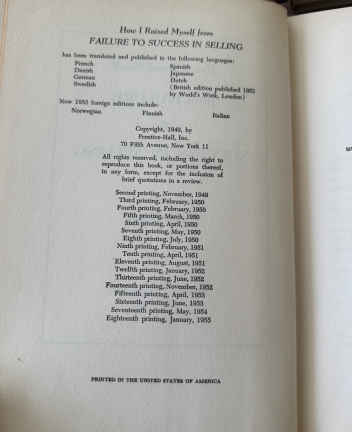 How I Raised Myself from
FAILURE TO SUCCESS IN SELLING
has been translated and published in the following languages:
French Spanish
Danish Japanese
German Dutch
Swedish (British edition published 1952
by World's Work, London)
New 1953 foreign editions include:
Norwegian Finnish Italian
Copyright, 1949, by
Prentice-Hall, Inc.
70 Fifth Avenue, New York 11
All rights reserved, including the right to
reproduce this book, or portions thereof,
in any form, except for the inclusion of
brief quotations in a review.
Second printing, November, 1949
Third printing, February, 1950
Fourth printing, February, 1950
Fifth printing, March, 1950
Sixth printing, April, 1950
Seventh printing, May, 1950
Eighth printing, July, 1950
Ninth printing, February, 1951
Tenth printing, April, 1951
Eleventh printing, August, 1951
Twelfth printing, January, 1952
Thirteenth printing, June, 1952
Fourteenth printing, November, 1952
Fifteenth printing, April, 1953
Sixteenth printing, June, 1953
Seventeenth printing, May, 1954
Eighteenth printing, January, 1955
PRINTED IN THE UNITED STATES OF AMERICA